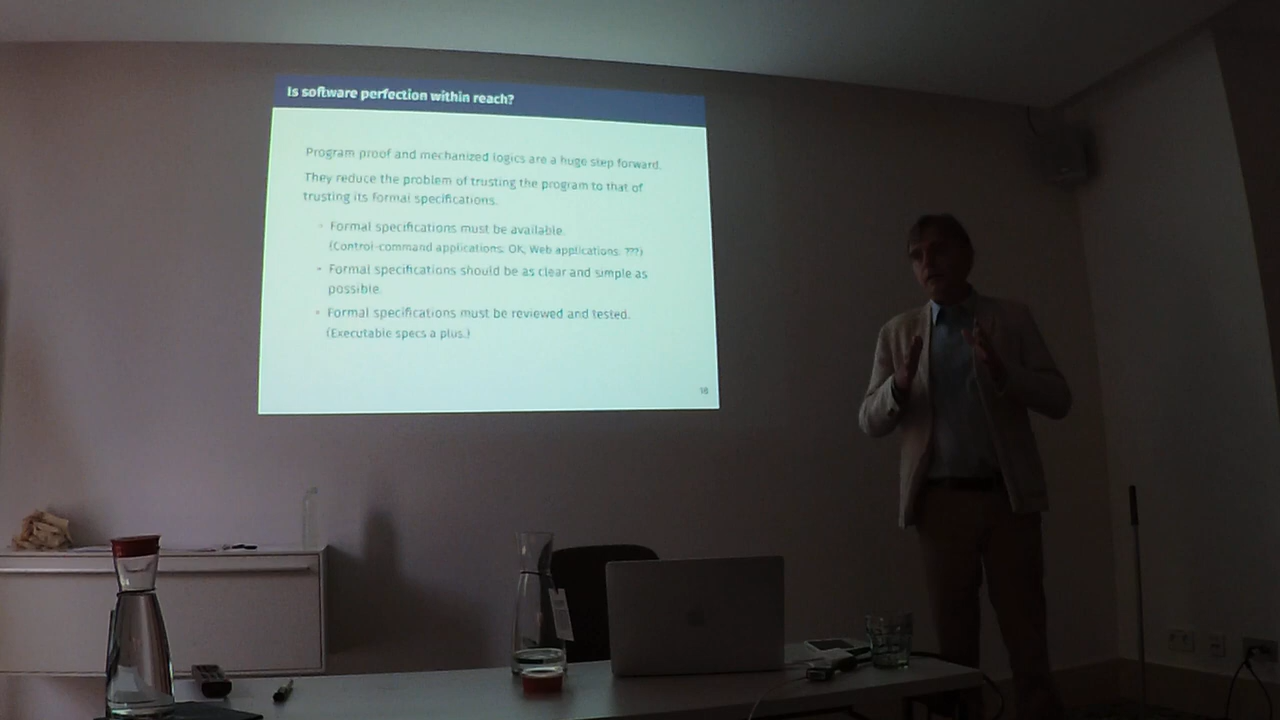 Is software perfection within reach?
Program proof and mechanized logics are a huge step forward.
They reduce the problem of trusting the program to that of
trusting its formal specifications.
• Formal specifications must be available.
(Control-command applications: OK; Web applications: ???)
• Formal specifications should be as clear and simple as
possible.
• Formal specifications must be reviewed and tested.
(Executable specs a plus.)